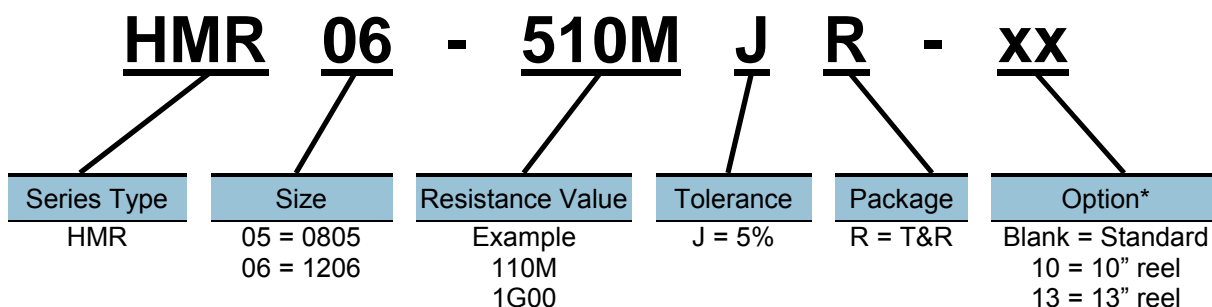 HMR 06 - 510M J R - xx
Series Type Size Resistance Value Tolerance Package Option*
HMR 05 = 0805 Example J = 5% R = T&R Blank = Standard
06 = 1206 110M 10 = 10” reel
1G00 13 = 13” reel